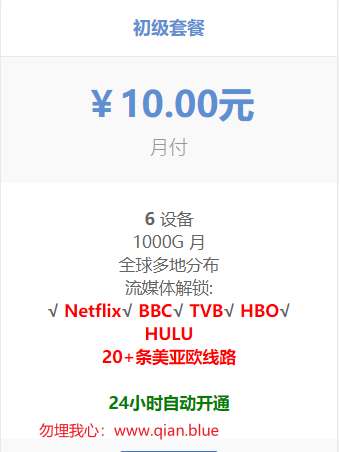 初级套餐
￥10.00元
月付
6 设备
1000G 月
全球多地分布
流媒体解锁:
√ Netflix√ BBC√ TVB√ HBO√
HULU
20+条美亚欧线路
24小时自动开通
勿埋我心：www.qian.blue